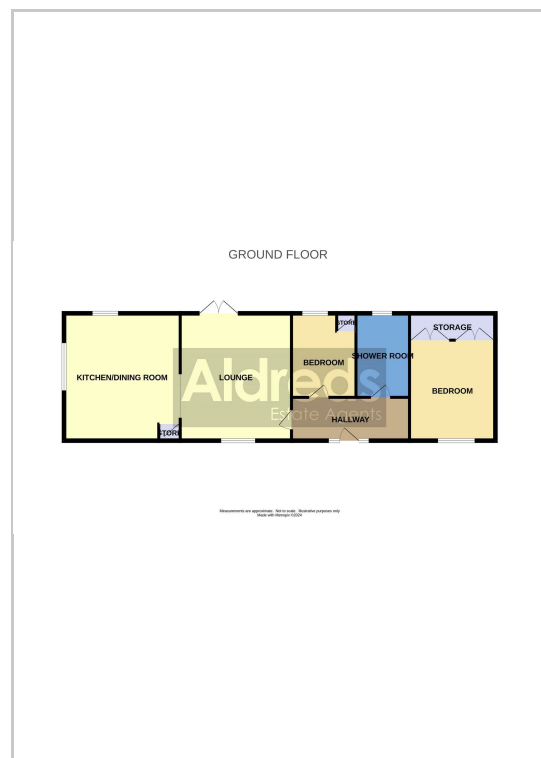 GROUND FLOOR
STORE
STORAGE
SHOWER ROOM
BEDROOM
KITCHEN/DINING ROOM
LOUNGE
BEDROOM
Aldreds
Estate Agents
HALLWAY
STORE
Measurements are approximate. Not to scale. Illustrative purposes only
Made with Metropix ©2024